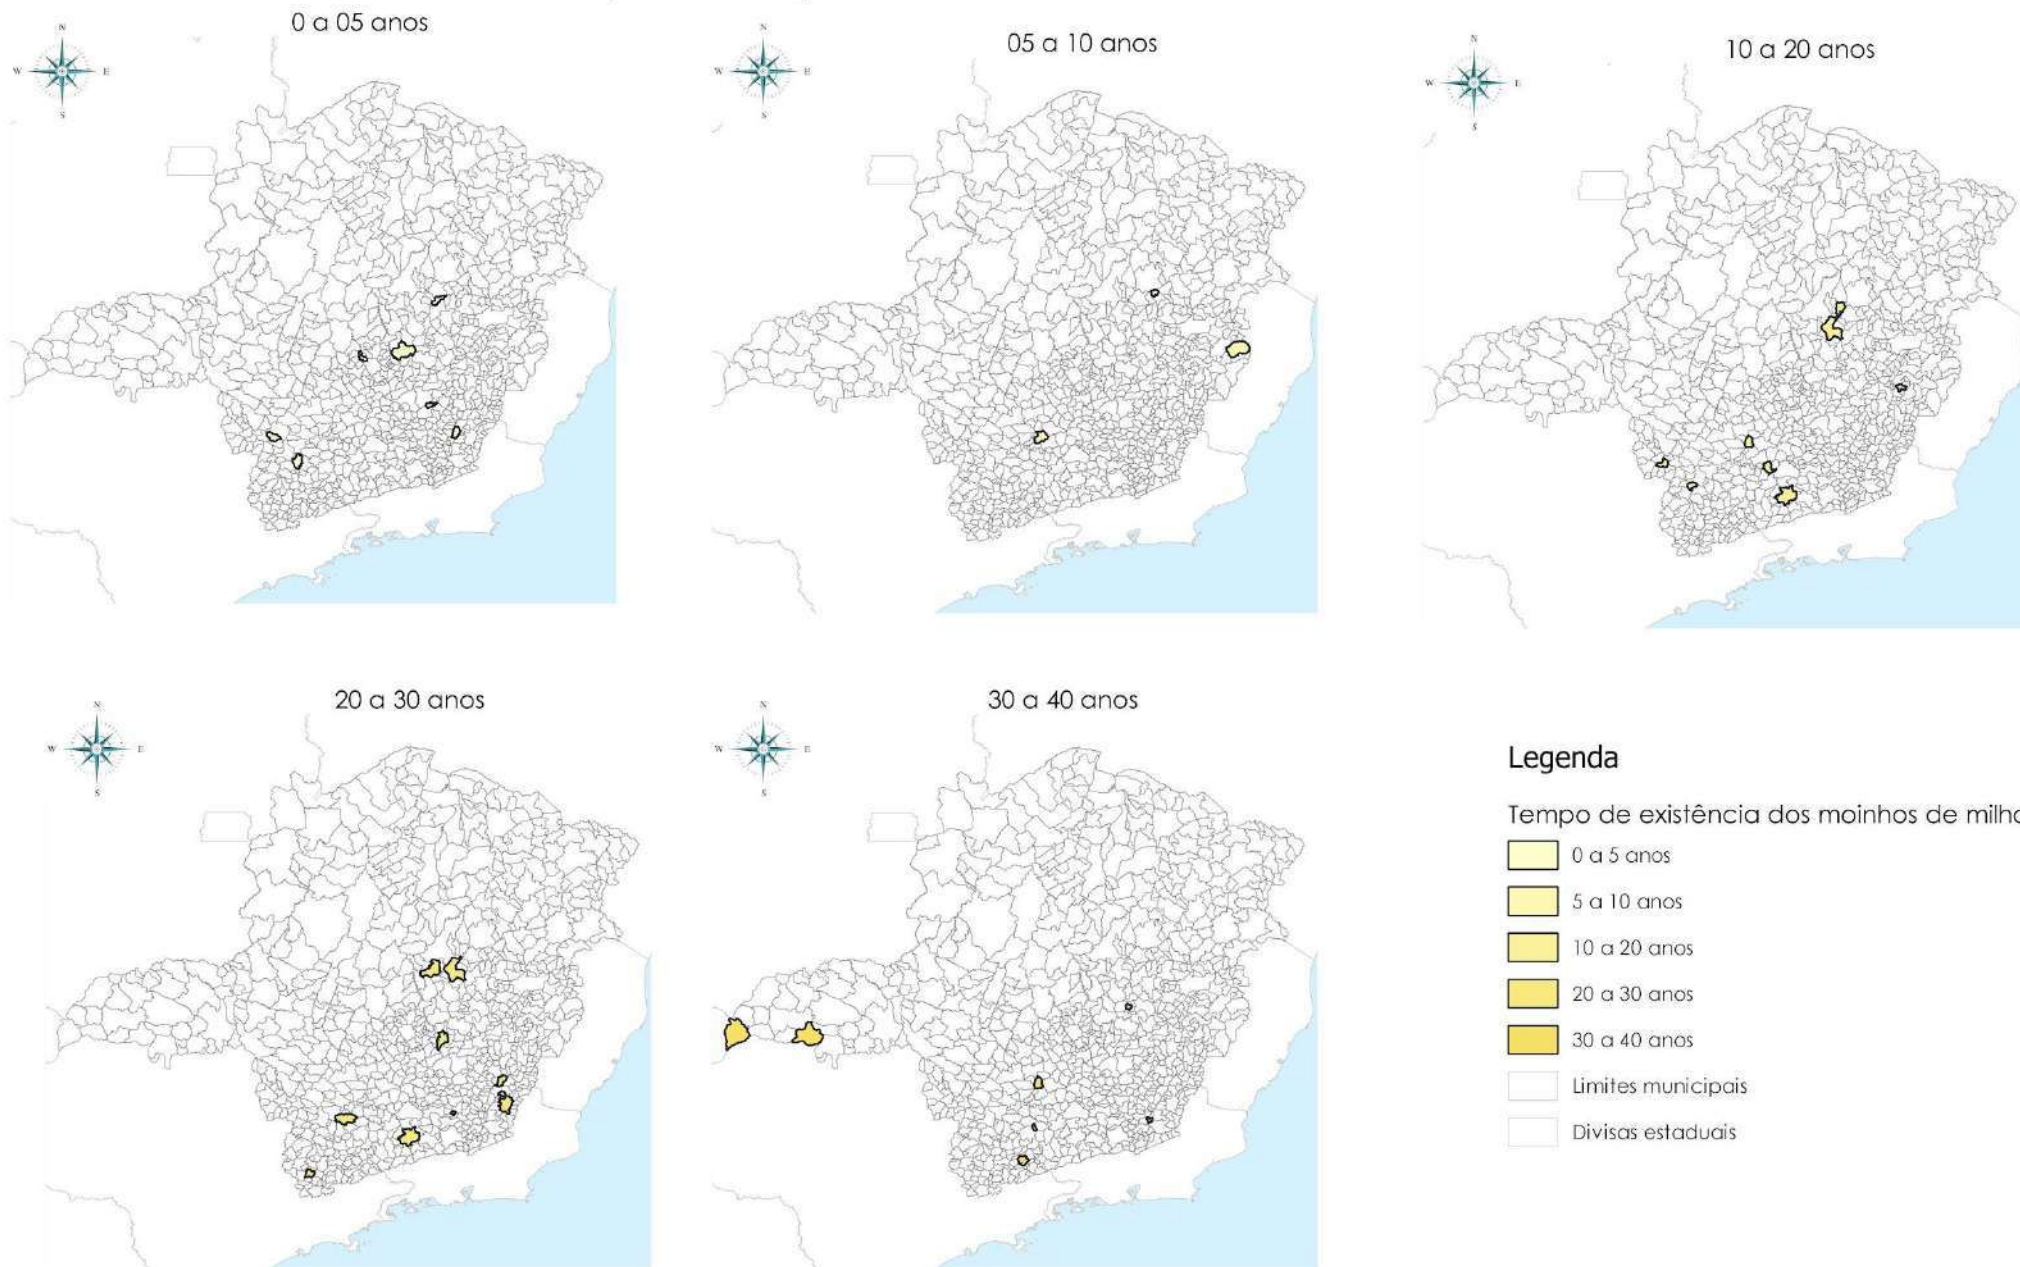 0 a 05 anos
N
W E
S
05 a 10 anos
N
W E
S
10 a 20 anos
N
W E
S
20 a 30 anos
N
W E
S
30 a 40 anos
N
W E
S
Legenda
Tempo de existência dos moinhos de milho
0 a 5 anos
5 a 10 anos
10 a 20 anos
20 a 30 anos
30 a 40 anos
Limites municipais
Divisas estaduais